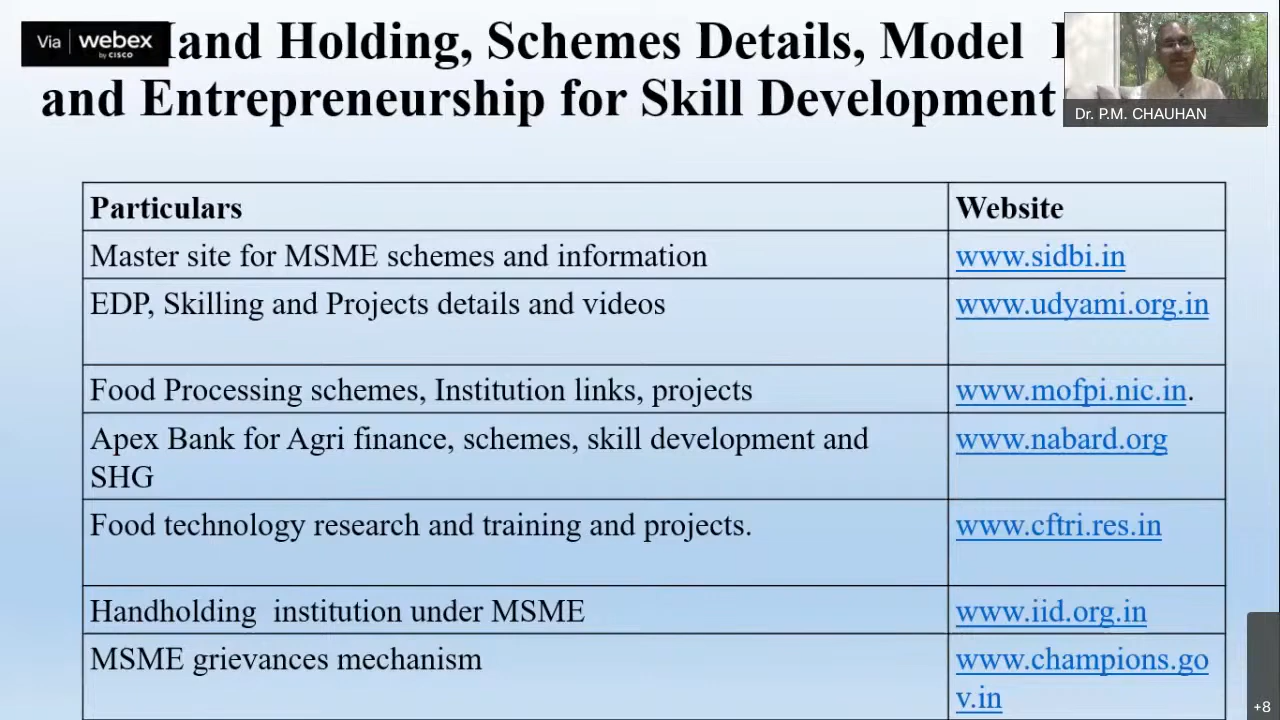 Via webex
by CISCO
Hand Holding, Schemes Details, Model
and Entrepreneurship for Skill Development
Dr. P.M. CHAUHAN
Particulars Website
Master site for MSME schemes and information www.sidbi.in
EDP, Skilling and Projects details and videos www.udyami.org.in
Food Processing schemes, Institution links, projects www.mofpi.nic.in.
Apex Bank for Agri finance, schemes, skill development and www.nabard.org
SHG
Food technology research and training and projects. www.cftri.res.in
Handholding institution under MSME www.iid.org.in
MSME grievances mechanism www.champions.go
v.in
+8